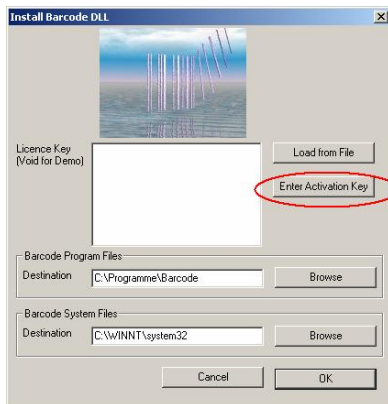 Install Barcode DLL
Licence Key
(Void for Demo)
Load from File
Enter Activation Key
Barcode Program Files
Destination
C:\Programme\Barcode
Browse
Barcode System Files
Destination
C:\WINNT\system32
Browse
Cancel
OK